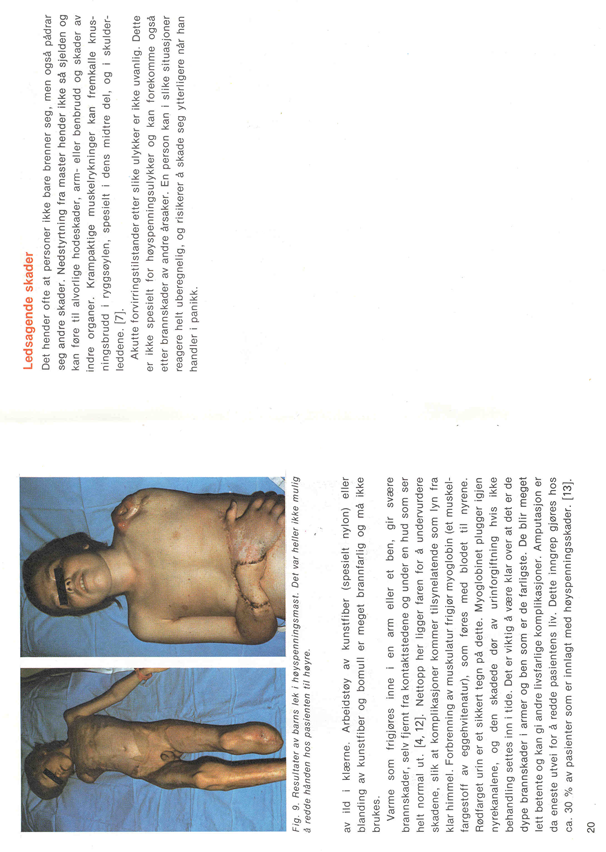 Fig. 9. Resultater av barns lek i høyspenningsmast. Det var heller ikke mulig
å redde hånden hos pasienten til høyre.
av ild i klærne. Arbeidstøy av kunstfiber (spesielt nylon) eller
blanding av kunstfiber og bomull er meget brannfarlig og må ikke
brukes.
Varme som frigjøres inne i en arm eller et ben, gir svære
brannskader, selv fjernt fra kontaktstedene og under en hud som ser
helt normal ut. [4, 12]. Nettopp her ligger faren for å undervurdere
skadene, slik at komplikasjoner kommer tilsynelatende som lyn fra
klar himmel. Forbrenning av muskulatur frigjør myoglobin (et muskel-
fargestoff av eggehvitenatur), som føres med blodet til nyrene.
Rødfarget urin er et sikkert tegn på dette. Myoglobinet plugger igjen
nyrekanalene, og den skadede dør av urinforgiftning hvis ikke
behandling settes inn i tide. Det er viktig å være klar over at det er de
dype brannskader i armer og ben som er de farligste. De blir meget
lett betente og kan gi andre livsfarlige komplikasjoner. Amputasjon er
da eneste utvei for å redde pasientens liv. Dette inngrep gjøres hos
ca. 30 % av pasienter som er innlagt med høyspenningsskader. [13].
20
Ledsagende skader
Det hender ofte at personer ikke bare brenner seg, men også pådrar
seg andre skader. Nedstyrtning fra master hender ikke så sjelden og
kan føre til alvorlige hodeskader, arm- eller benbrudd og skader av
indre organer. Krampaktige muskelrykninger kan fremkalle knus-
ningsbrudd i ryggsøylen, spesielt i dens midtre del, og i skulder-
leddene. [7].
Akutte forvirringstilstander etter slike ulykker er ikke uvanlig. Dette
er ikke spesielt for høyspenningsulykker og kan forekomme også
etter brannskader av andre årsaker. En person kan i slike situasjoner
reagere helt uberegnelig, og risikerer å skade seg ytterligere når han
handler i panikk.